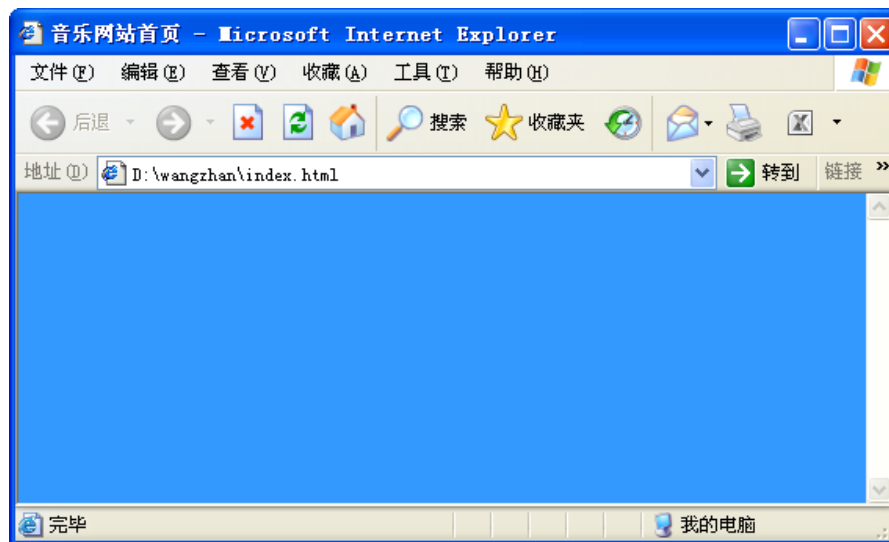 音乐网站首页 - Microsoft Internet Explorer
文件(F) 编辑(E) 查看(V) 收藏(A) 工具(T) 帮助(H)
后退 搜索 收藏夹
地址(D) D:\wangzhan\index.html 转到 链接 »
完毕 我的电脑